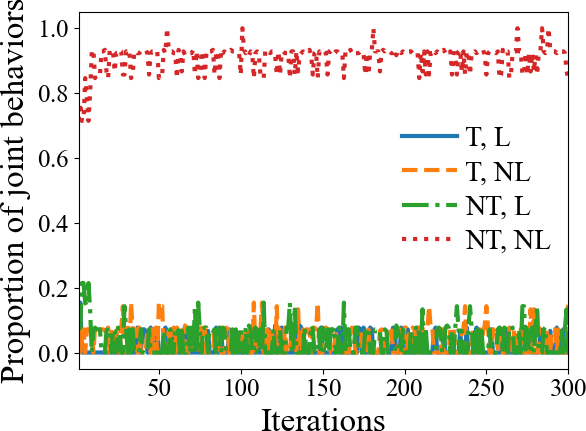 Proportion of joint behaviors
1.0
0.8
0.6
0.4
0.2
0.0
T, L
T, NL
NT, L
NT, NL
50 100 150 200 250 300
Iterations